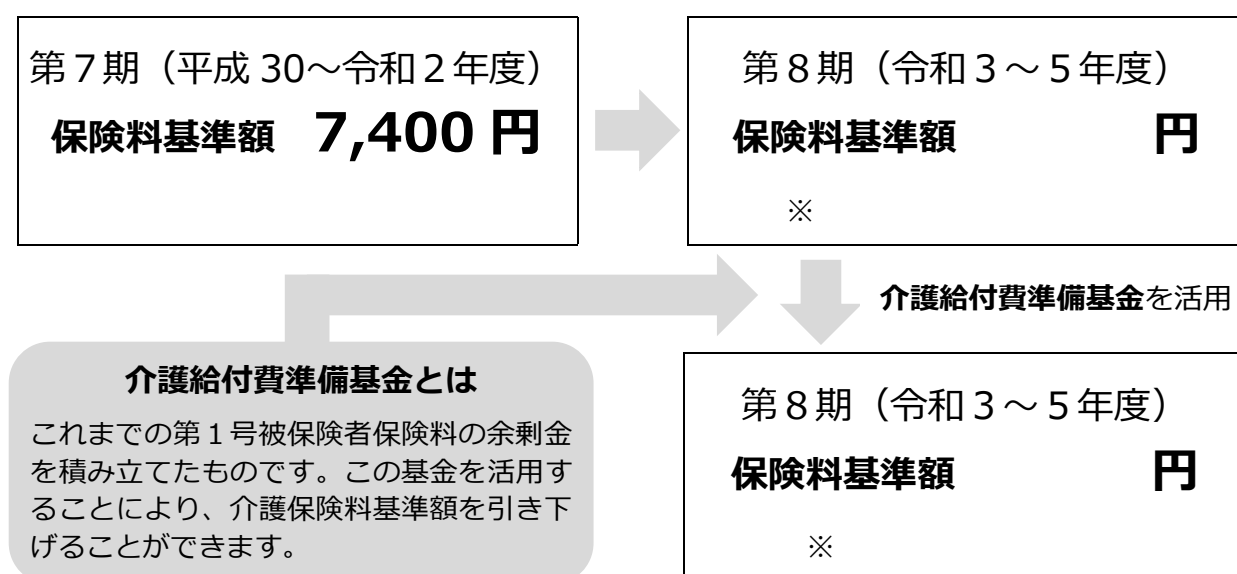 第７期（平成 30～令和２年度）
保険料基準額　7,400 円
第８期（令和３～５年度）
保険料基準額　　　　　円
※
介護給付費準備基金を活用
介護給付費準備基金とは
これまでの第１号被保険者保険料の余剰金
を積み立てたものです。この基金を活用す
ることにより、介護保険料基準額を引き下
げることができます。
第８期（令和３～５年度）
保険料基準額　　　　　円
※